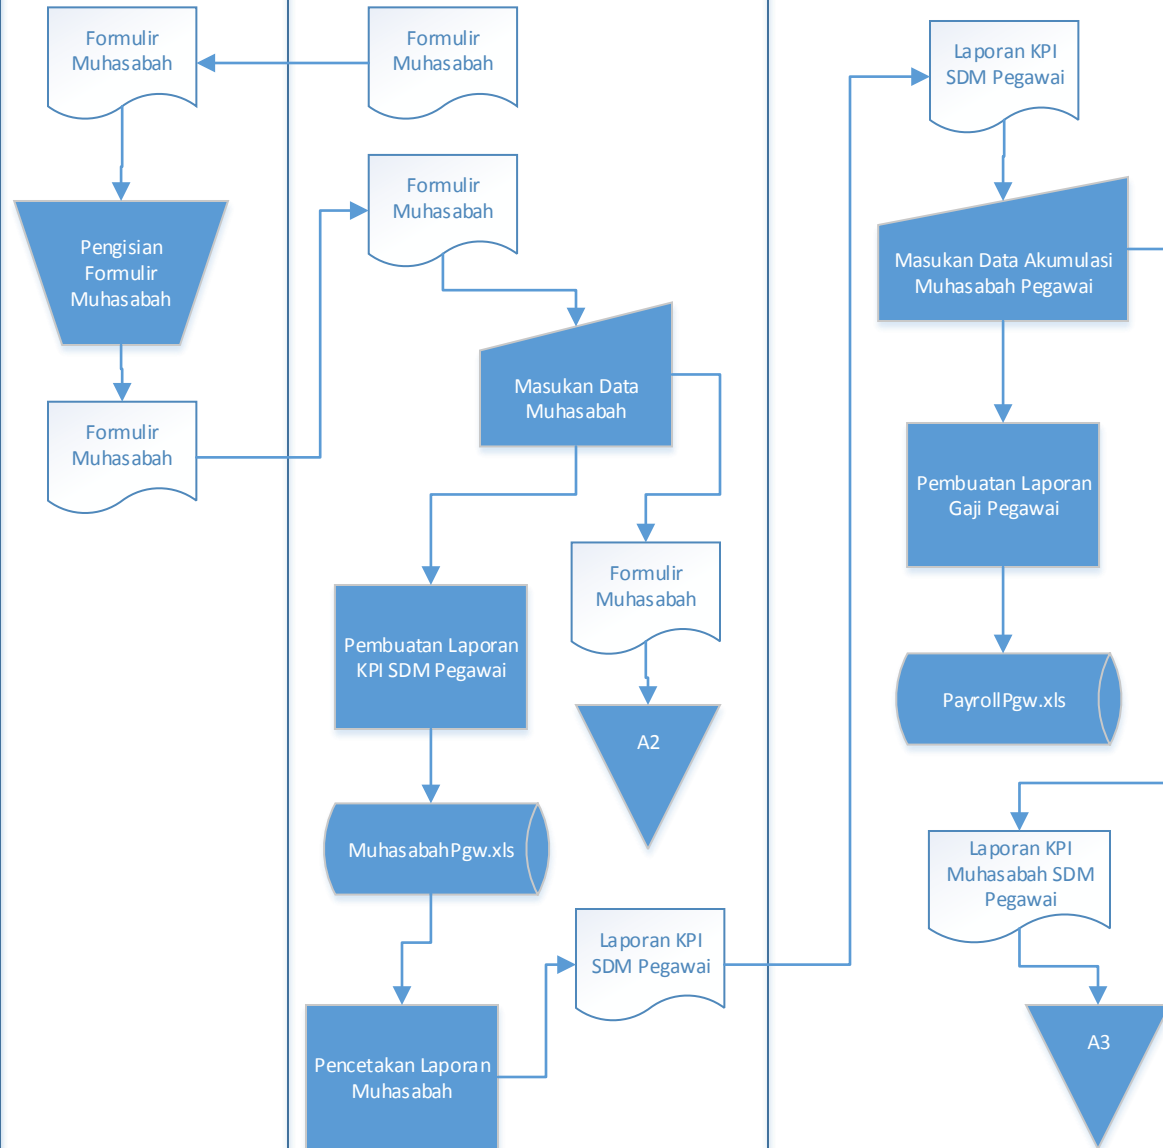 Formulir
Muhasabah
Pengisian
Formulir
Muhasabah
Formulir
Muhasabah
Formulir
Muhasabah
Formulir
Muhasabah
Masukan Data
Muhasabah
Formulir
Muhasabah
A2
Pembuatan Laporan
KPI SDM Pegawai
MuhasabahPgw.xls
Pencetakan Laporan
Muhasabah
Laporan KPI
SDM Pegawai
Laporan KPI
SDM Pegawai
Masukan Data Akumulasi
Muhasabah Pegawai
Pembuatan Laporan
Gaji Pegawai
PayrollPgw.xls
Laporan KPI
Muhasabah SDM
Pegawai
A3